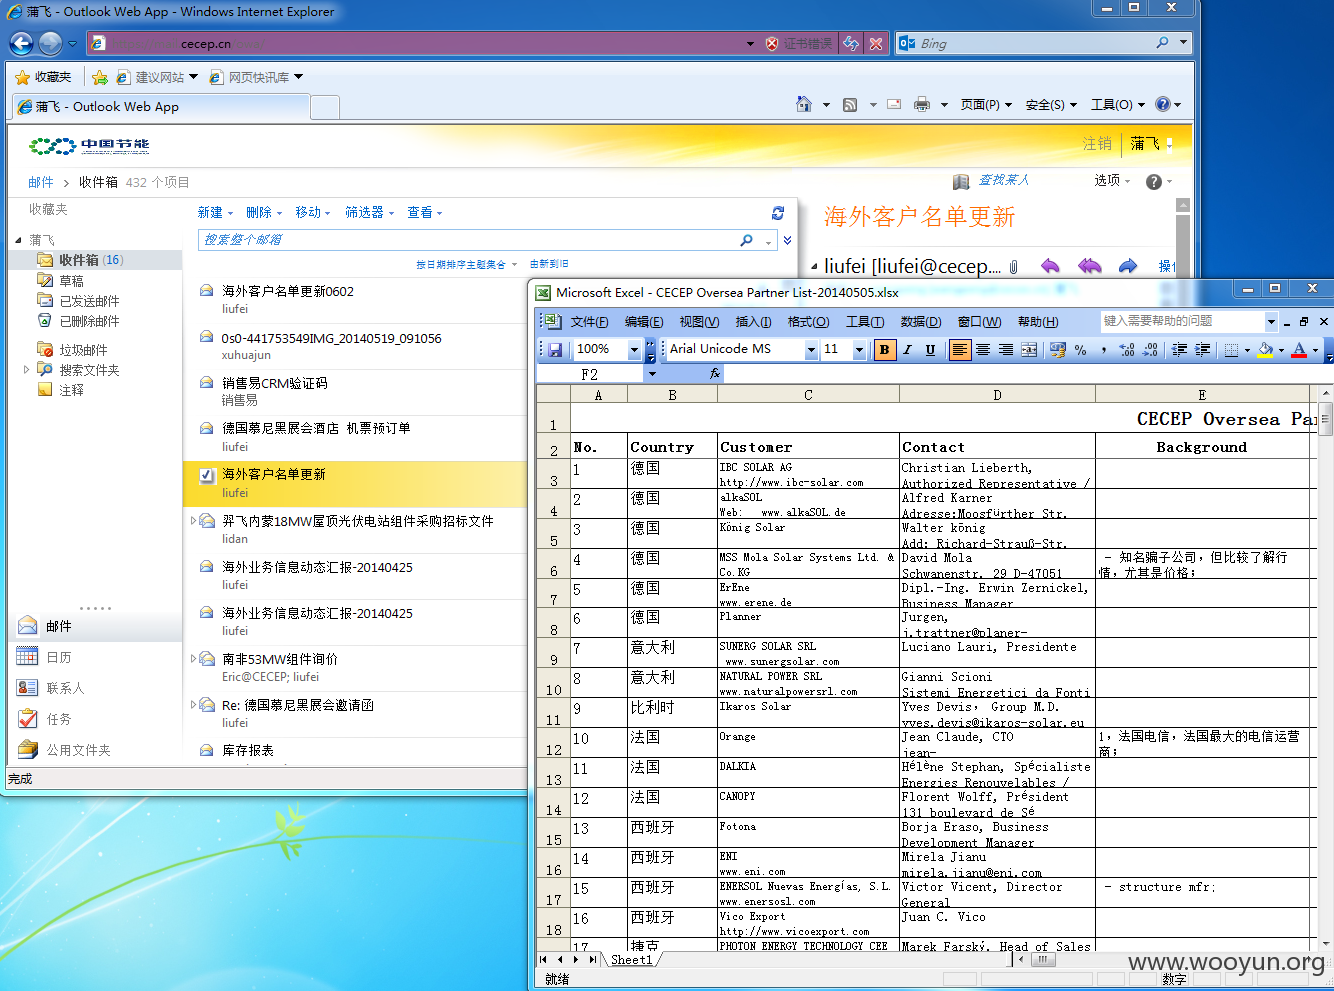 蒲飞 - Outlook Web App - Windows Internet Explorer
cecep.cn
证书错误
Bing
收藏夹
建议网站
网页快讯库
蒲飞 - Outlook Web App
页面(P)
安全(S)
工具(O)
中国节能
注销
蒲飞
邮件
收件箱 432 个项目
查找某人
选项
收藏夹
蒲飞
收件箱 (16)
草稿
已发送邮件
已删除邮件
垃圾邮件
搜索文件夹
注释
邮件
日历
联系人
任务
公用文件夹
完成
新建
删除
移动
筛选器
查看
搜索整个邮箱
按日期排序主题集合
由新到旧
海外客户名单更新0602
liufei
0s0-441753549IMG_20140519_091056
xuhuajun
销售易CRM验证码
销售易
德国慕尼黑展会酒店 机票预订单
liufei
海外客户名单更新
liufei
羿飞内蒙18MW屋顶光伏电站组件采购招标文件
lidan
海外业务信息动态汇报-20140425
liufei
海外业务信息动态汇报-20140425
liufei
南非53MW组件询价
Eric@CECEP; liufei
Re: 德国慕尼黑展会邀请函
liufei
库存报表
海外客户名单更新
liufei [liufei@cecep....
Microsoft Excel - CECEP Oversea Partner List-20140505.xlsx
文件(F)
编辑(E)
视图(V)
插入(I)
格式(O)
工具(T)
数据(D)
窗口(W)
帮助(H)
键入需要帮助的问题
100%
Arial Unicode MS
11
B I U
%
F2
fx
A B C D E
1 CECEP Oversea Pa
2 No. Country Customer Contact Background
3 1 德国 IBC SOLAR AG Christian Lieberth,
http://www.ibc-solar.com Authorized Representative /
4 2 德国 alkaSOL Alfred Karner
Web: www.alkaSOL.de Adresse:Moosfürther Str.
5 3 德国 König Solar Walter könig
Add: Richard-Strauß-Str.
6 4 德国 MSS Mola Solar Systems Ltd. & David Mola - 知名骗子公司，但比较了解行
Co.KG Schwanenstr. 29 D-47051 情，尤其是价格；
7 5 德国 ErEne Dipl.-Ing. Erwin Zernickel,
www.erene.de Business Manager
8 6 德国 Planner Jurgen,
j.trattner@planer-
9 7 意大利 SUNERG SOLAR SRL Luciano Lauri, Presidente
www.sunergsolar.com
10 8 意大利 NATURAL POWER SRL Gianni Scioni
www.naturalpowersrl.com Sistemi Energetici da Fonti
11 9 比利时 Ikaros Solar Yves Devis, Group M.D.
yves.devis@ikaros-solar.eu
12 10 法国 Orange Jean Claude, CTO 1，法国电信，法国最大的电信运营
jean- 商；
13 11 法国 DALKIA Hélène Stephan, Spécialiste
Energies Renouvelables /
14 12 法国 CANOPY Florent Wolff, Président
131 boulevard de Sé
15 13 西班牙 Fotona Borja Eraso, Business
Development Manager
16 14 西班牙 ENI Mirela Jianu
www.eni.com mirela.jianu@eni.com
17 15 西班牙 ENERSOL Nuevas Energías, S.L. Victor Vicent, Director - structure mfr;
www.enersosl.com General
18 16 西班牙 Vico Export Juan C. Vico
http://www.vicoexport.com
17 捷克 PHOTON ENERGY TECHNOLOGY CEE Marek Farský, Head of Sales
Sheet1
就绪
数字
www.wooyun.org